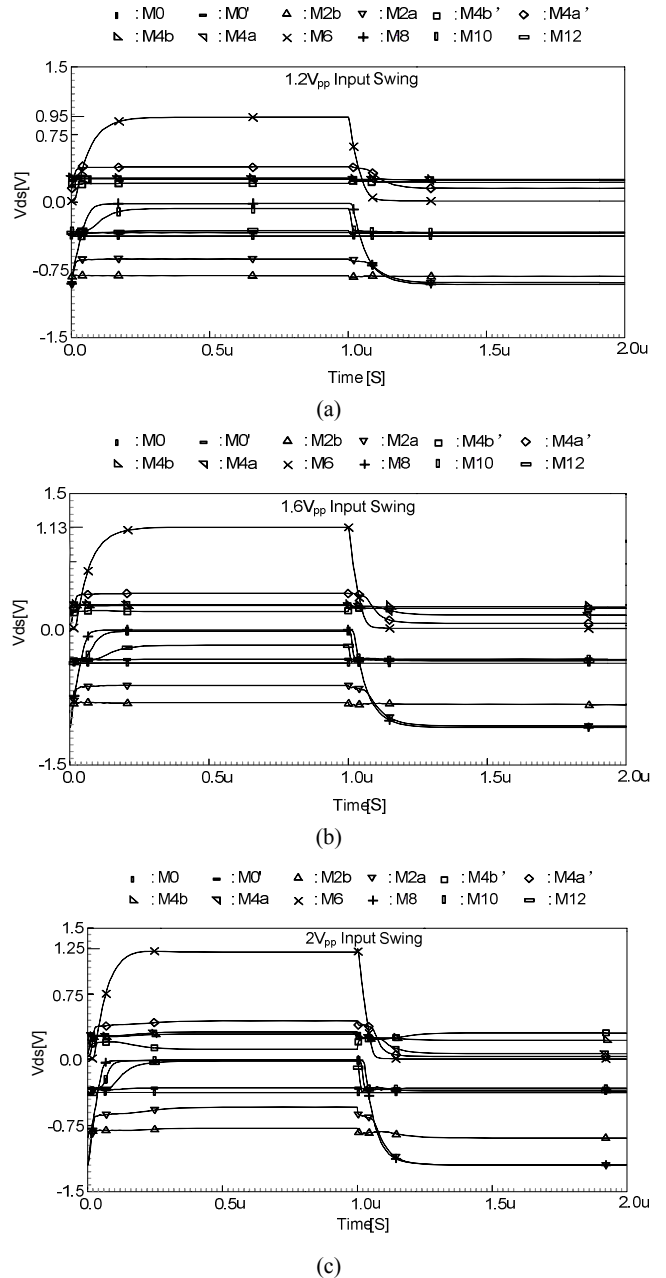 : M0 : M0' : M2b : M2a : M4b' : M4a'
: M4b : M4a : M6 : M8 : M10 : M12
1.5
1.2Vpp Input Swing
0.95
0.75
0.0
-0.75
-1.5
Vds[V]
0.0 0.5u 1.0u 1.5u 2.0u
Time [S]
(a)
: M0 : M0' : M2b : M2a : M4b' : M4a'
: M4b : M4a : M6 : M8 : M10 : M12
1.5
1.6Vpp Input Swing
1.13
0.0
-1.5
Vds[V]
0.0 0.5u 1.0u 1.5u 2.0u
Time[S]
(b)
: M0 : M0' : M2b : M2a : M4b' : M4a'
: M4b : M4a : M6 : M8 : M10 : M12
1.5
2Vpp Input Swing
1.25
0.75
0.0
-0.75
-1.5
Vds[V]
0.0 0.5u 1.0u 1.5u 2.0u
Time[S]
(c)